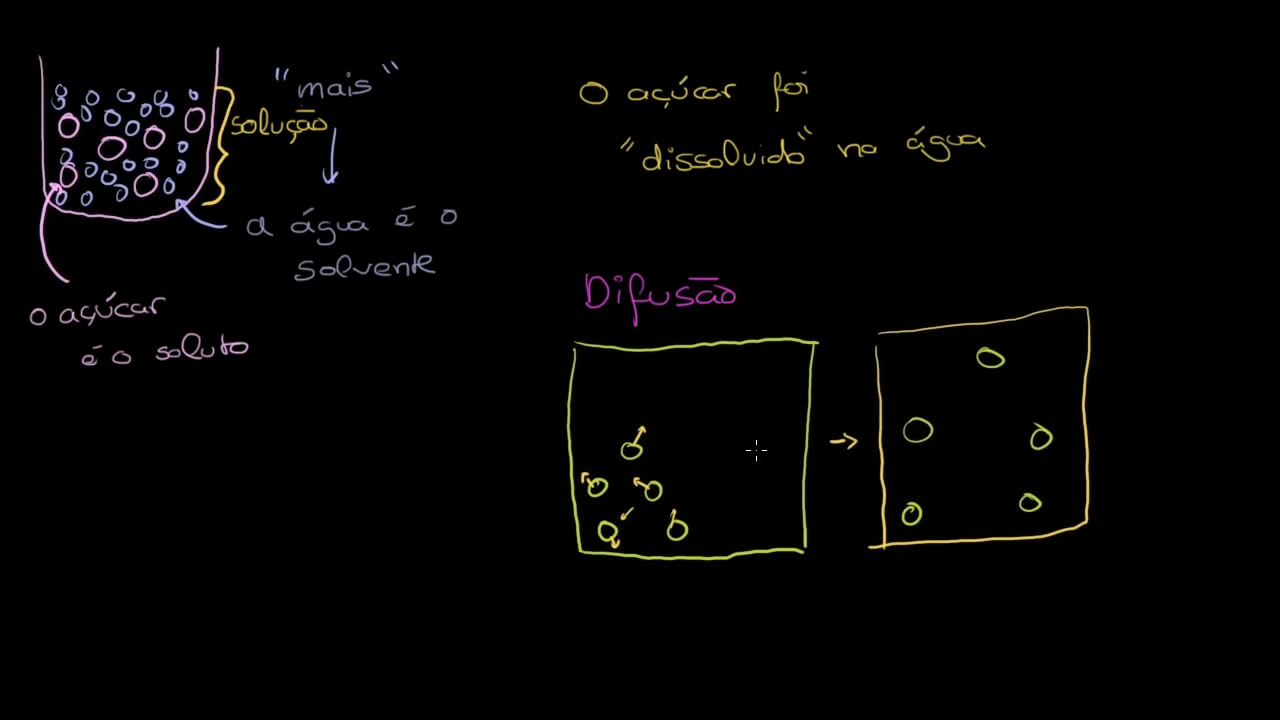 "mais"
solução
a água é o
solvente
o açúcar
é o soluto
O açúcar foi
"dissolvido" na água
Difusão